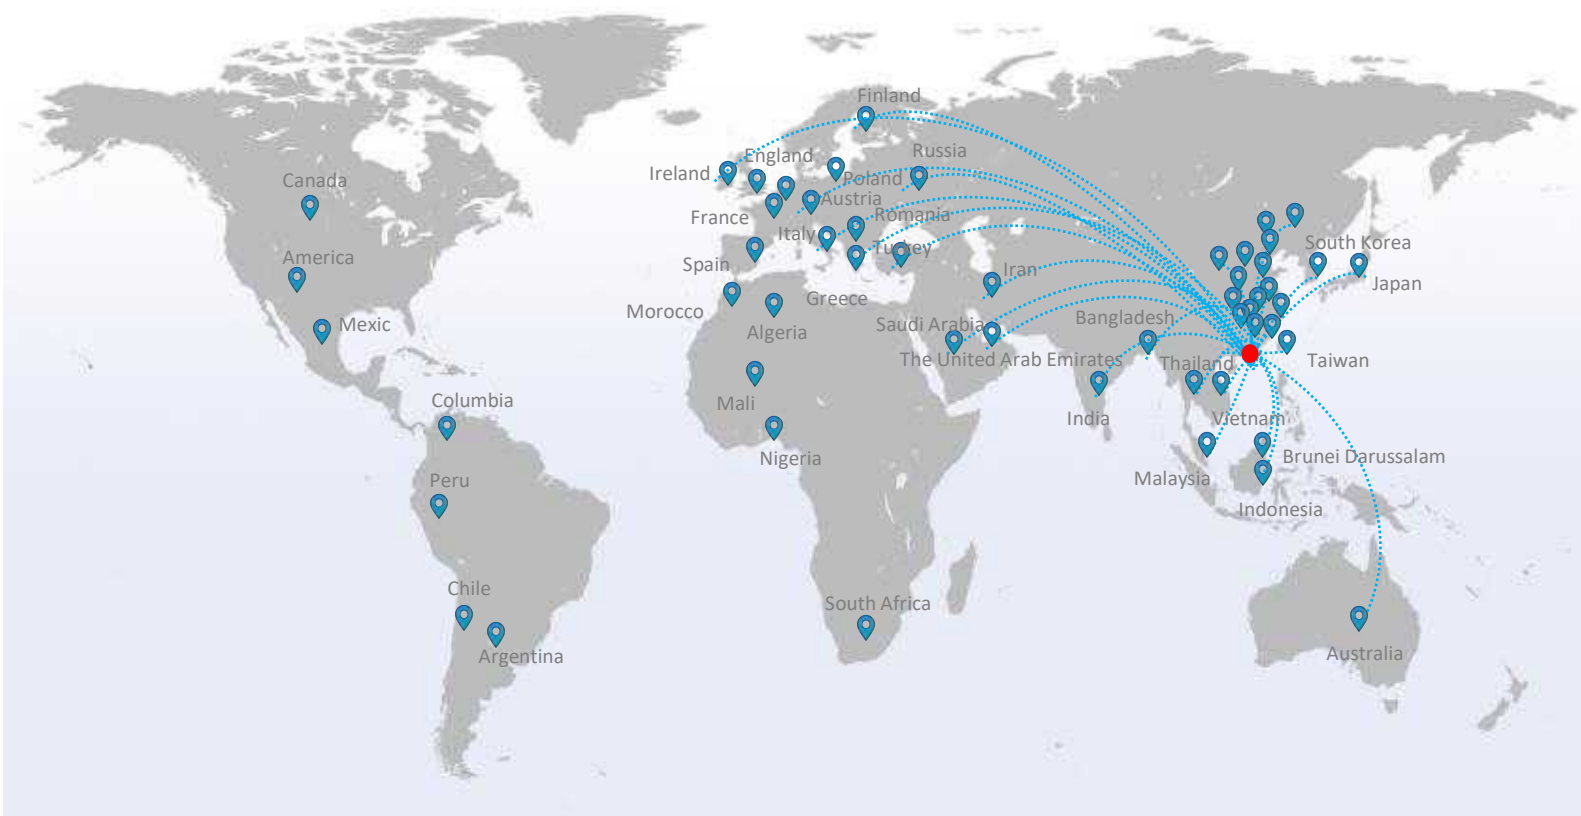 Finland
England
Russia
Ireland
Poland
Canada
Austria
France
Romania
Italy
South Korea
America
Turkey
Spain
Iran
Japan
Greece
Morocco
Mexic
Algeria
Saudi Arabia
Bangladesh
The United Arab Emirates
Thailand
Taiwan
Columbia
Mali
India
Vietnam
Nigeria
Brunei Darussalam
Peru
Malaysia
Indonesia
Chile
South Africa
Argentina
Australia